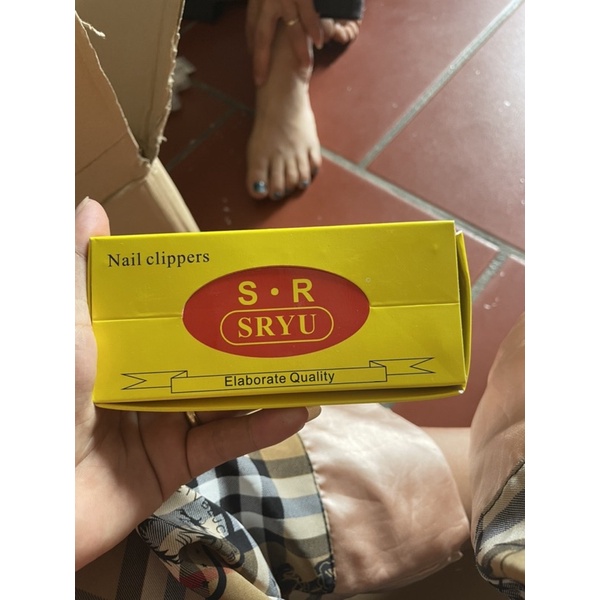 Nail clippers
S • R
SRYU
Elaborate Quality